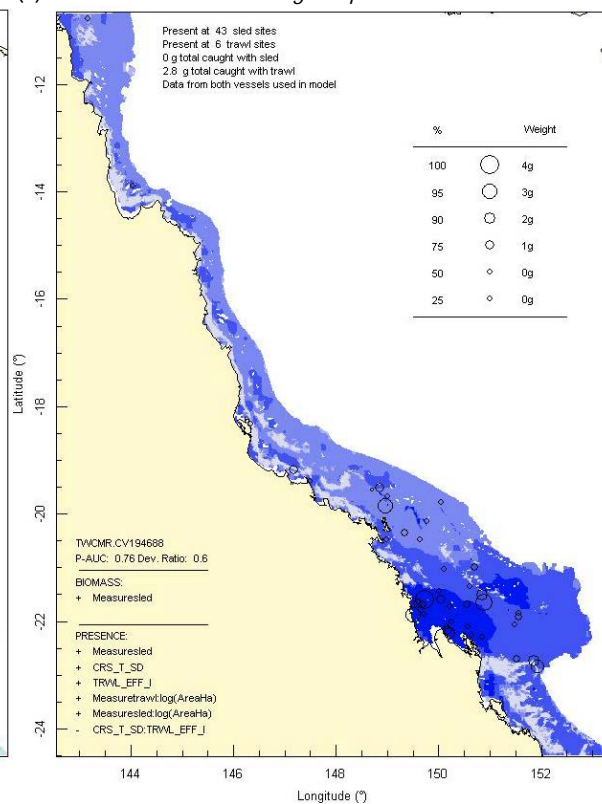 Present at 43 sled sites
Present at 6 trawl sites
0 g total caught with sled
2.8 g total caught with trawl
Data from both vessels used in model
% Weight
100 4g
95 3g
90 2g
75 1g
50 0g
25 0g
-12
-14
-16
-18
-20
-22
-24
Latitude (°)
TWCMR.CV194688
P-AUC: 0.76 Dev. Ratio: 0.6
BIOMASS:
+ Measuresled
PRESENCE:
+ Measuresled
+ CRS_T_SD
+ TRWL_EFF_I
+ Measuretrawl:log(AreaHa)
+ Measuresled:log(AreaHa)
- CRS_T_SD:TRWL_EFF_I
144 146 148 150 152
Longitude (°)